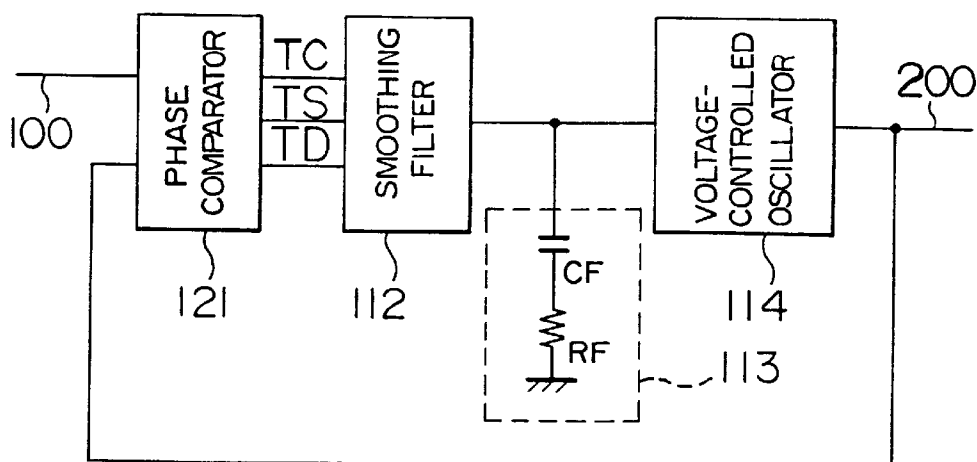 100
PHASE
COMPARATOR
121
TC
TS
TD
SMOOTHING
FILTER
112
CF
RF
113
VOLTAGE-
CONTROLLED
OSCILLATOR
114
200